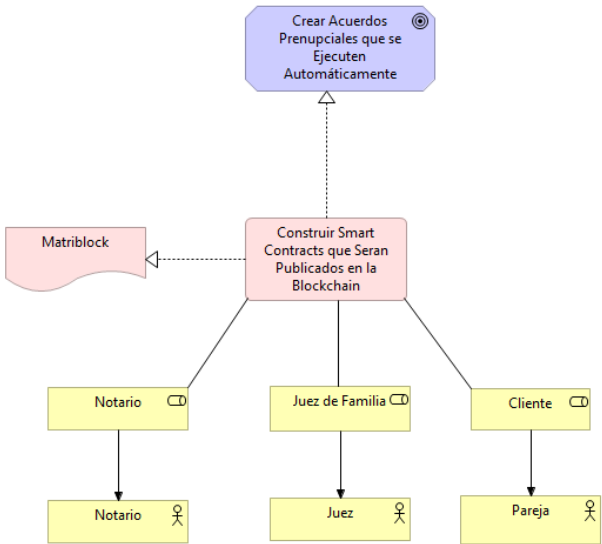 Crear Acuerdos
Prenupciales que se
Ejecuten
Automáticamente
Matriblock
Construir Smart
Contracts que Seran
Publicados en la
Blockchain
Notario
Juez de Familia
Cliente
Notario
Juez
Pareja